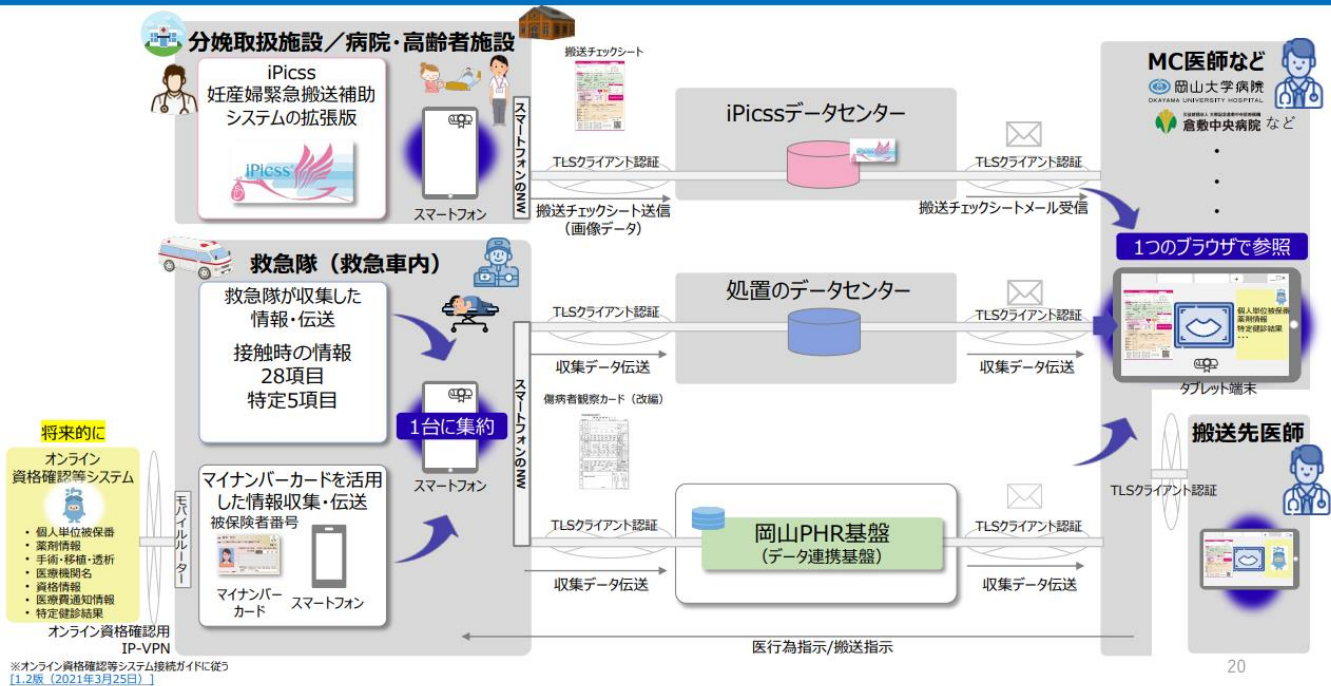 分娩取扱施設／病院・高齢者施設
iPicss
妊産婦緊急搬送補助
システムの拡張版
iPicss
スマートフォン
スマートフォンのNW
搬送チェックシート
TLSクライアント認証
搬送チェックシート送信
（画像データ）
iPicssデータセンター
TLSクライアント認証
搬送チェックシートメール受信
MC医師など
岡山大学病院
OKAYAMA UNIVERSITY HOSPITAL
倉敷中央病院 など
・
・
・
1つのブラウザで参照
個人単位被保番
薬剤情報
特定健診結果
・・・
タブレット端末
救急隊（救急車内）
救急隊が収集した
情報・伝送
接触時の情報
28項目
特定5項目
1台に集約
スマートフォン
スマートフォンのNW
TLSクライアント認証
収集データ伝送
処置のデータセンター
TLSクライアント認証
収集データ伝送
傷病者観察カード（改編）
将来的に
オンライン
資格確認等システム
• 個人単位被保番
• 薬剤情報
• 手術・移植・透析
• 医療機関名
• 資格情報
• 医療費通知情報
• 特定健診結果
モバイルルーター
オンライン資格確認用
IP-VPN
マイナンバーカードを活用
した情報収集・伝送
被保険者番号
マイナンバー
カード
スマートフォン
TLSクライアント認証
収集データ伝送
岡山PHR基盤
（データ連携基盤）
TLSクライアント認証
収集データ伝送
搬送先医師
TLSクライアント認証
医行為指示/搬送指示
※オンライン資格確認等システム接続ガイドに従う
[1.2版（2021年3月25日）]
20